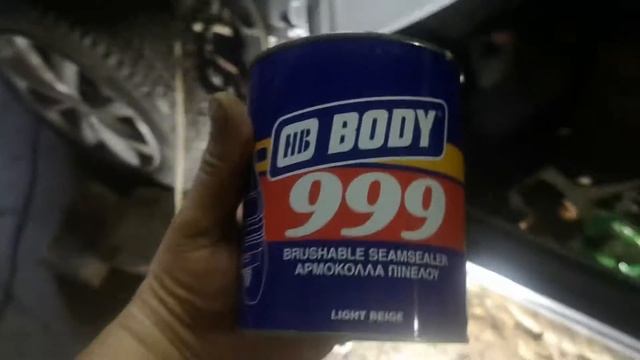 HB BODY
999
BRUSHABLE SEAMSEALER
ΑΡΜΟΚΟΛΛΑ ΠΙΝΕΛΟΥ
LIGHT BEIGE